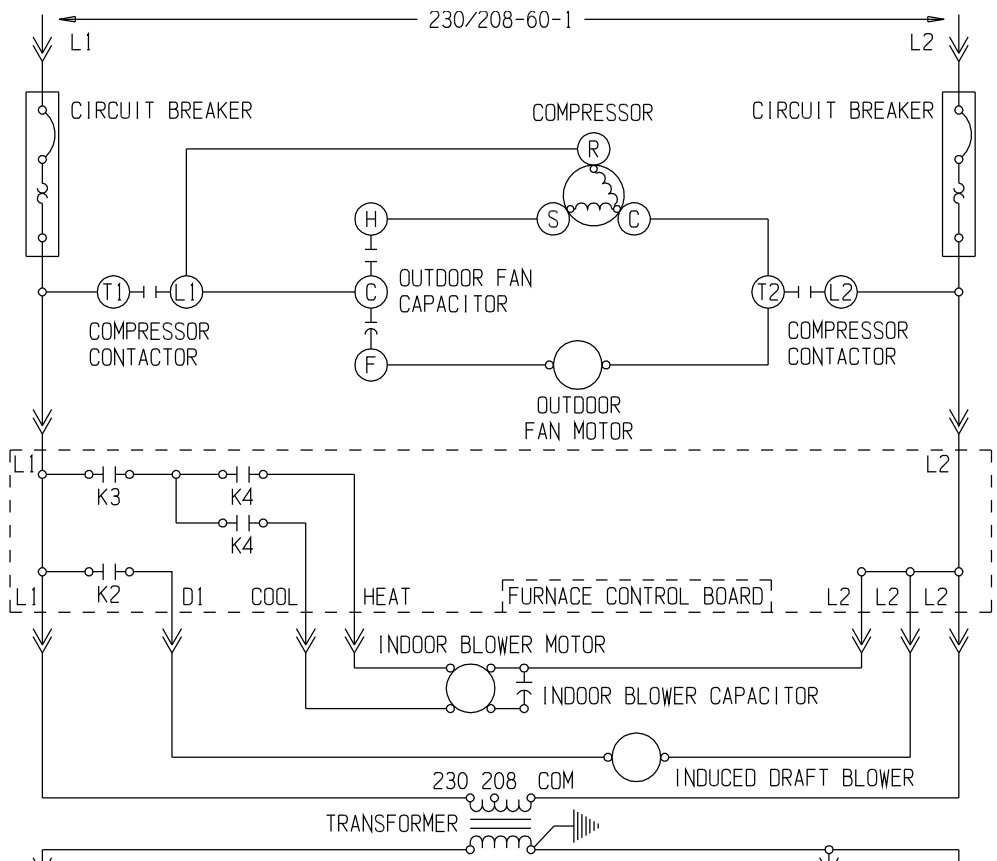 230/208-60-1
L1
L2
CIRCUIT BREAKER
COMPRESSOR
CIRCUIT BREAKER
R
H
S
C
T1
L1
C
OUTDOOR FAN
CAPACITOR
T2
L2
COMPRESSOR
CONTACTOR
COMPRESSOR
CONTACTOR
F
OUTDOOR
FAN MOTOR
L1
L2
K3
K4
K4
L1
K2
D1
COOL
HEAT
FURNACE CONTROL BOARD
L2
L2
L2
INDOOR BLOWER MOTOR
INDOOR BLOWER CAPACITOR
INDUCED DRAFT BLOWER
230 208 COM
TRANSFORMER